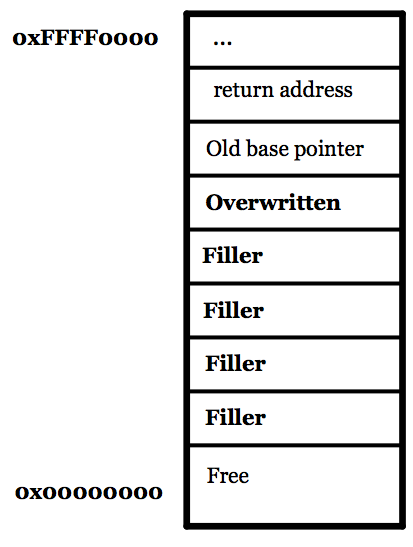 0xFFFF0000
...
return address
Old base pointer
Overwritten
Filler
Filler
Filler
Filler
Free
0x00000000